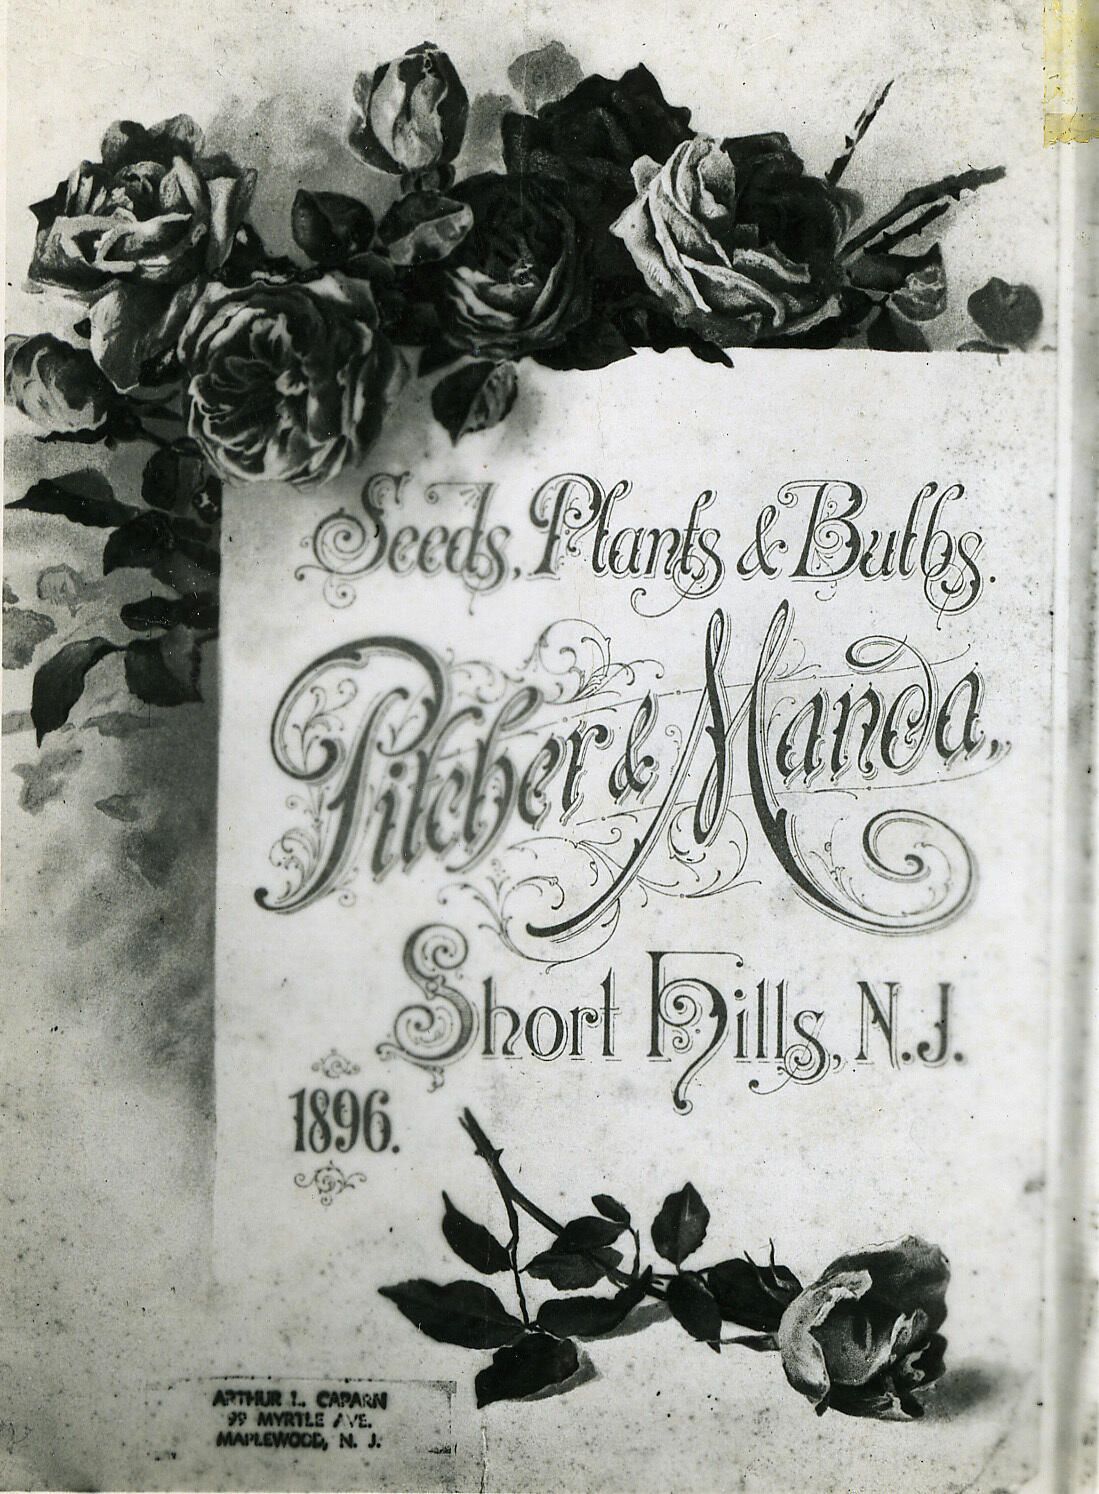 Seeds, Plants & Bulbs.
Pitcher & Manda,
Short Hills, N.J.
1896.
ARTHUR L. CAPARN
99 MYRTLE AVE.
MAPLEWOOD, N. J.